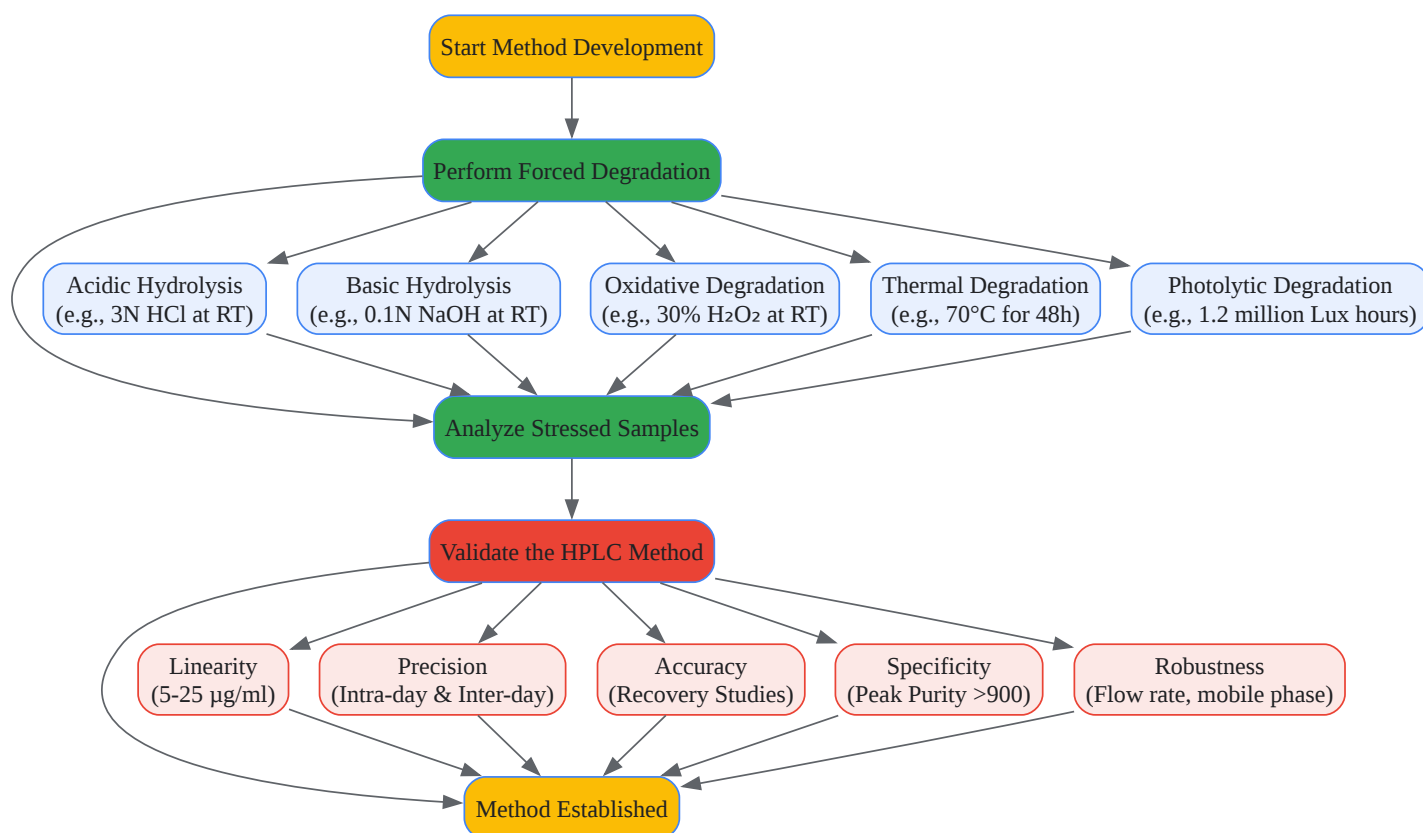 Start Method Development
Perform Forced Degradation
Acidic Hydrolysis
(e.g., 3N HCl at RT)
Basic Hydrolysis
(e.g., 0.1N NaOH at RT)
Oxidative Degradation
(e.g., 30% H₂O₂ at RT)
Thermal Degradation
(e.g., 70°C for 48h)
Photolytic Degradation
(e.g., 1.2 million Lux hours)
Analyze Stressed Samples
Validate the HPLC Method
Linearity
(5-25 µg/ml)
Precision
(Intra-day & Inter-day)
Accuracy
(Recovery Studies)
Specificity
(Peak Purity >900)
Robustness
(Flow rate, mobile phase)
Method Established